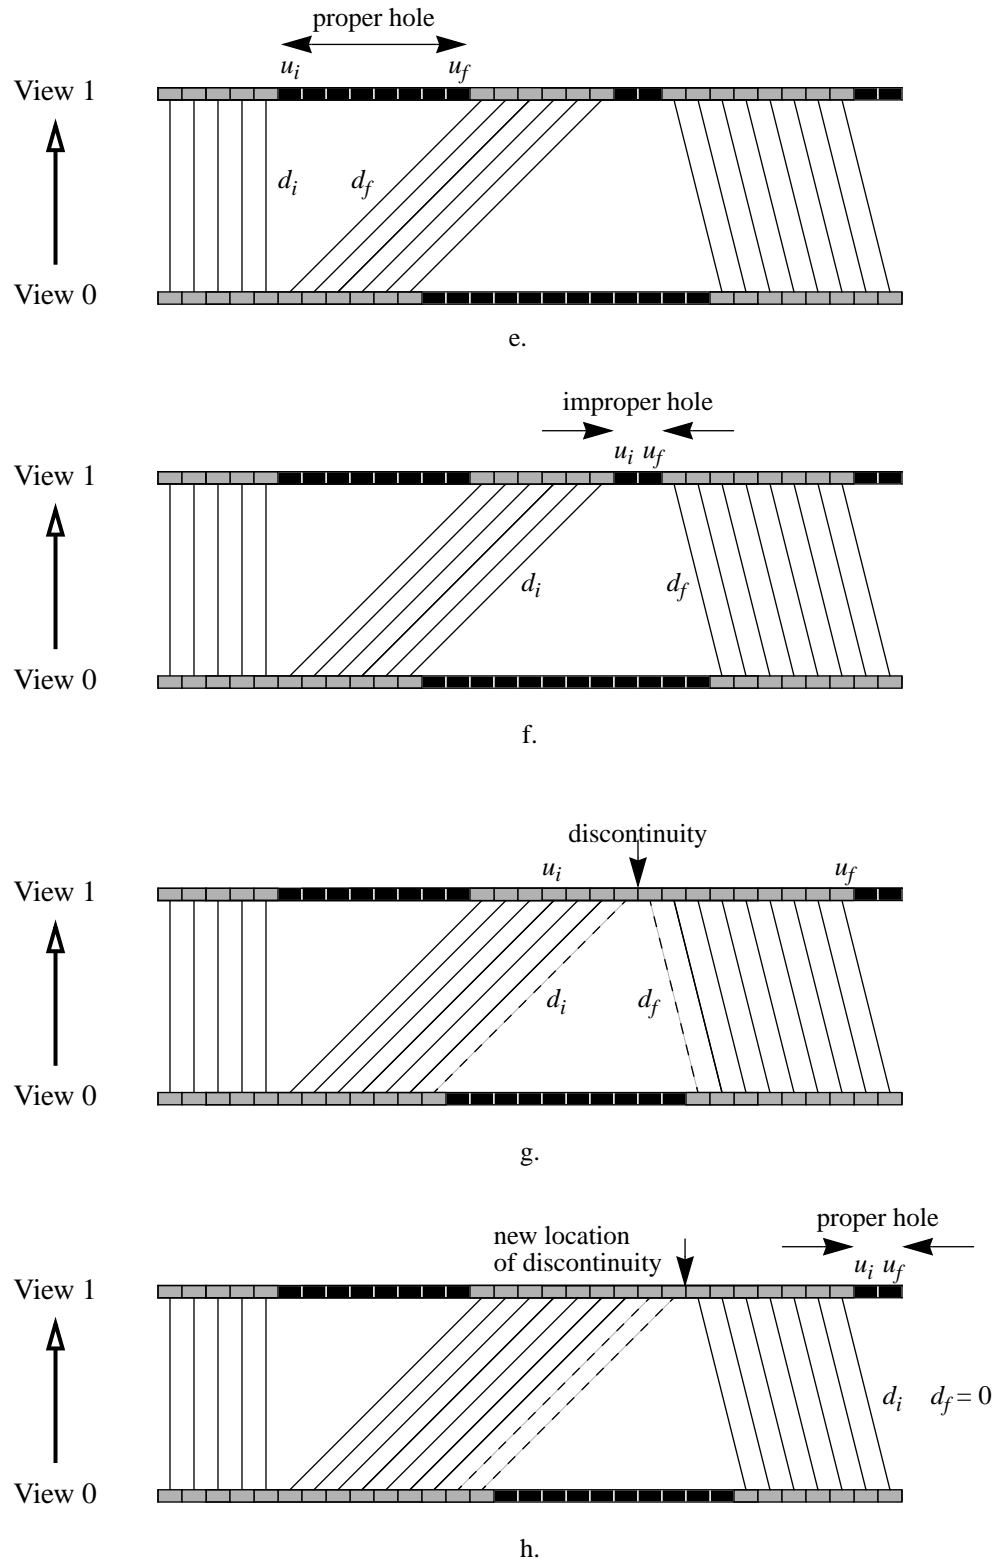 proper hole
u_i u_f
View 1
d_i d_f
View 0
e.
improper hole
u_i u_f
View 1
d_i d_f
View 0
f.
discontinuity
u_i u_f
View 1
d_i d_f
View 0
g.
new location
of discontinuity
proper hole
u_i u_f
View 1
d_i d_f = 0
View 0
h.